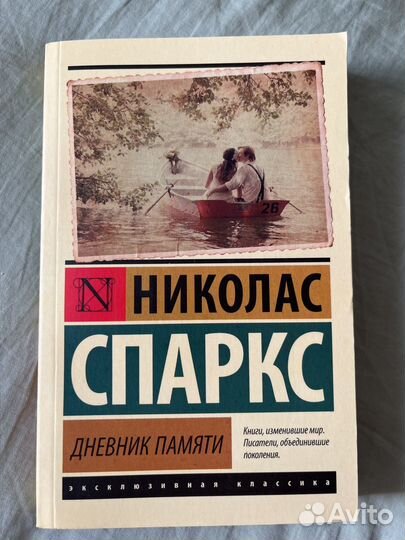 26
N
НИКОЛАС
СПАРКС
ДНЕВНИК ПАМЯТИ
Книги, изменившие мир.
Писатели, объединившие
поколения.
эксклюзивная классика
Avito